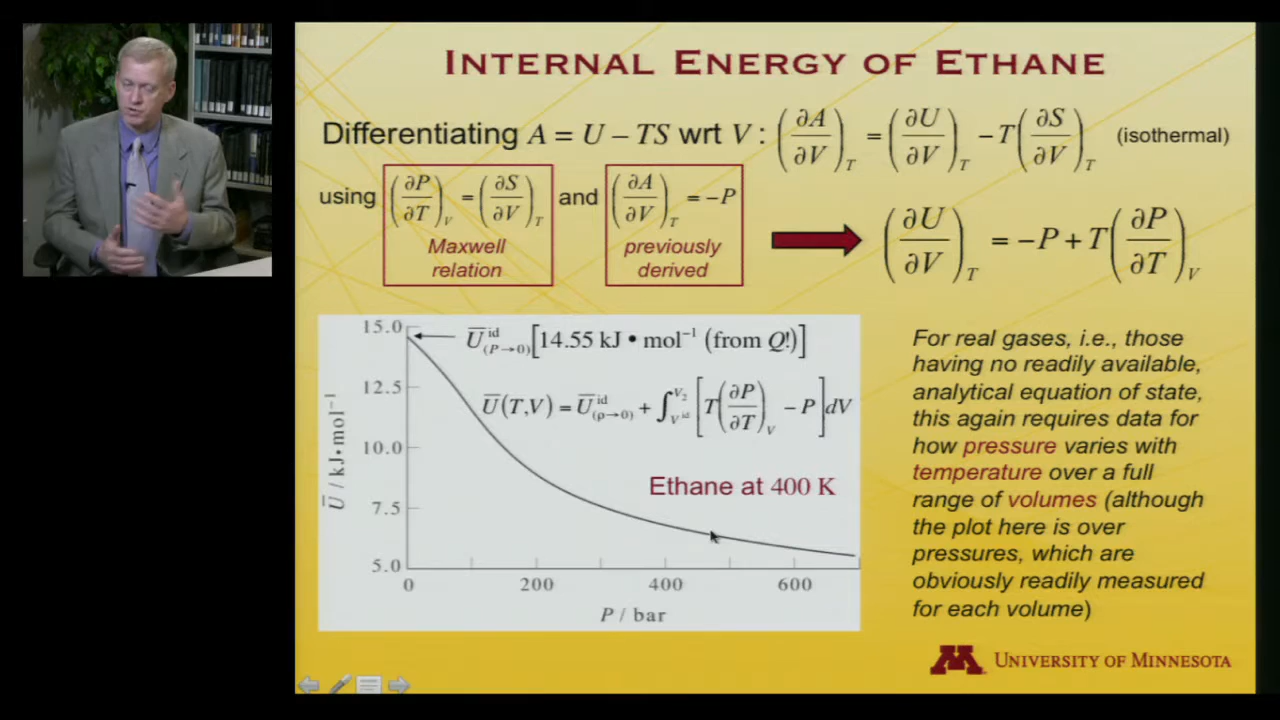 INTERNAL ENERGY OF ETHANE
Differentiating A = U – TS wrt V : (∂A/∂V)_T = (∂U/∂V)_T – T(∂S/∂V)_T (isothermal)
using (∂P/∂T)_V = (∂S/∂V)_T and (∂A/∂V)_T = –P
Maxwell
relation
previously
derived
(∂U/∂V)_T = –P + T(∂P/∂T)_V
15.0
12.5
10.0
7.5
5.0
U̅ / kJ•mol⁻¹
U̅^id_(P→0) [14.55 kJ • mol⁻¹ (from Q!)]
U̅(T,V) = U̅^id_(ρ→0) + ∫_{V^id}^{V₂} [T(∂P/∂T)_V – P]dV
Ethane at 400 K
0 200 400 600
P / bar
For real gases, i.e., those
having no readily available,
analytical equation of state,
this again requires data for
how pressure varies with
temperature over a full
range of volumes (although
the plot here is over
pressures, which are
obviously readily measured
for each volume)
M UNIVERSITY OF MINNESOTA